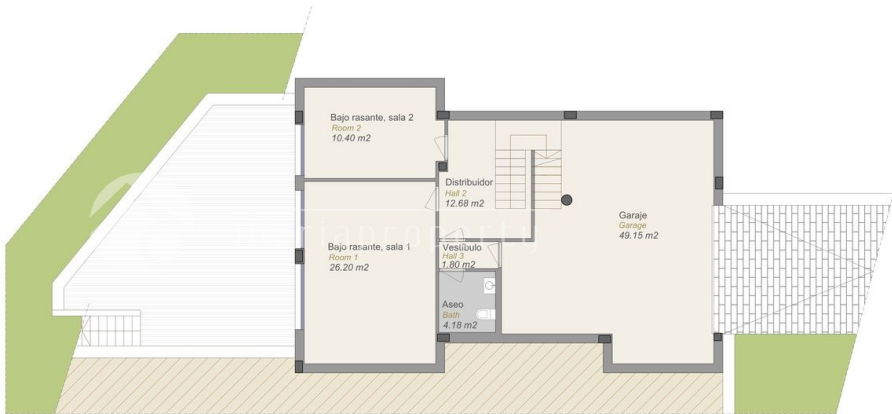 Bajo rasante, sala 2
Room 2
10.40 m2
Distribuidor
Hall 2
12.68 m2
Garaje
Garage
49.15 m2
Bajo rasante, sala 1
Room 1
26.20 m2
Vestíbulo
Hall 3
1.80 m2
Aseo
Bath
4.18 m2